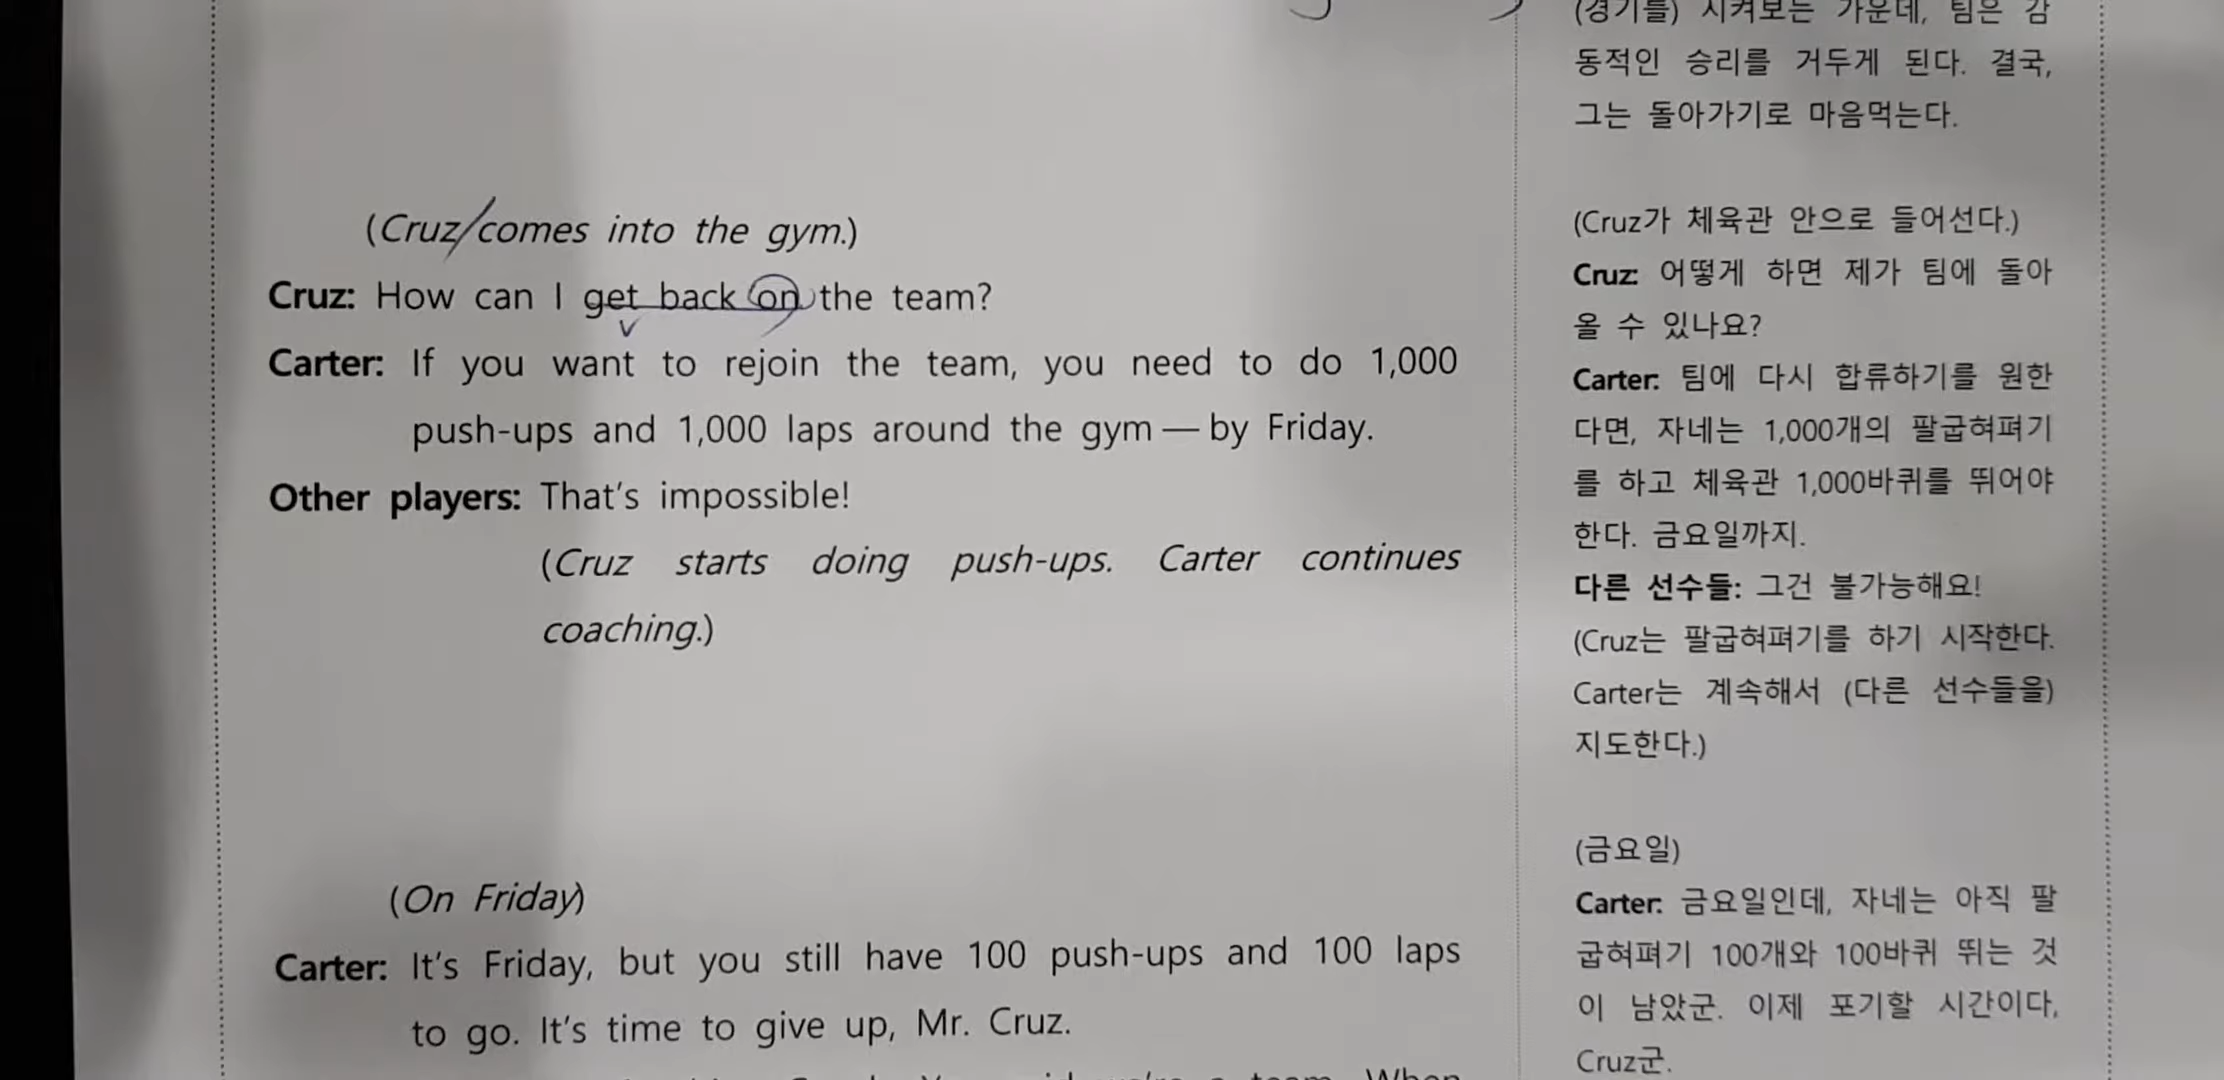 (Cruz comes into the gym.)
Cruz: How can I get back on the team?
Carter: If you want to rejoin the team, you need to do 1,000
push-ups and 1,000 laps around the gym — by Friday.
Other players: That's impossible!
(Cruz starts doing push-ups. Carter continues
coaching.)
(On Friday)
Carter: It's Friday, but you still have 100 push-ups and 100 laps
to go. It's time to give up, Mr. Cruz.
(경기를) 지켜보는 가운데, 팀은 감
동적인 승리를 거두게 된다. 결국,
그는 돌아가기로 마음먹는다.
(Cruz가 체육관 안으로 들어선다.)
Cruz: 어떻게 하면 제가 팀에 돌아
올 수 있나요?
Carter: 팀에 다시 합류하기를 원한
다면, 자네는 1,000개의 팔굽혀펴기
를 하고 체육관 1,000바퀴를 뛰어야
한다. 금요일까지.
다른 선수들: 그건 불가능해요!
(Cruz는 팔굽혀펴기를 하기 시작한다.
Carter는 계속해서 (다른 선수들을)
지도한다.)
(금요일)
Carter: 금요일인데, 자네는 아직 팔
굽혀펴기 100개와 100바퀴 뛰는 것
이 남았군. 이제 포기할 시간이다,
Cruz군.